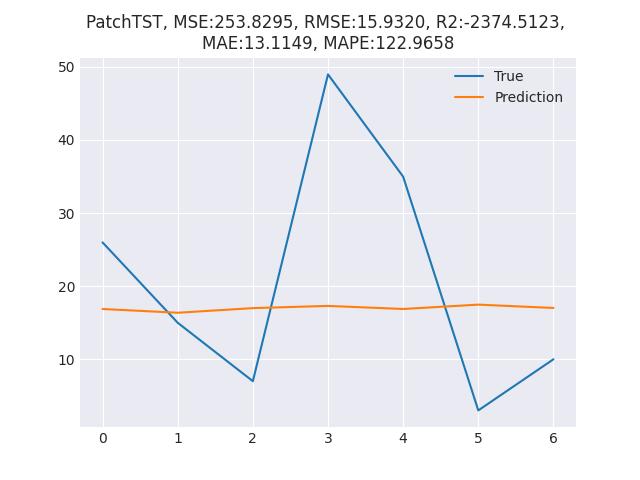 PatchTST, MSE:253.8295, RMSE:15.9320, R2:-2374.5123,
MAE:13.1149, MAPE:122.9658
True
Prediction
50
40
30
20
10
0 1 2 3 4 5 6